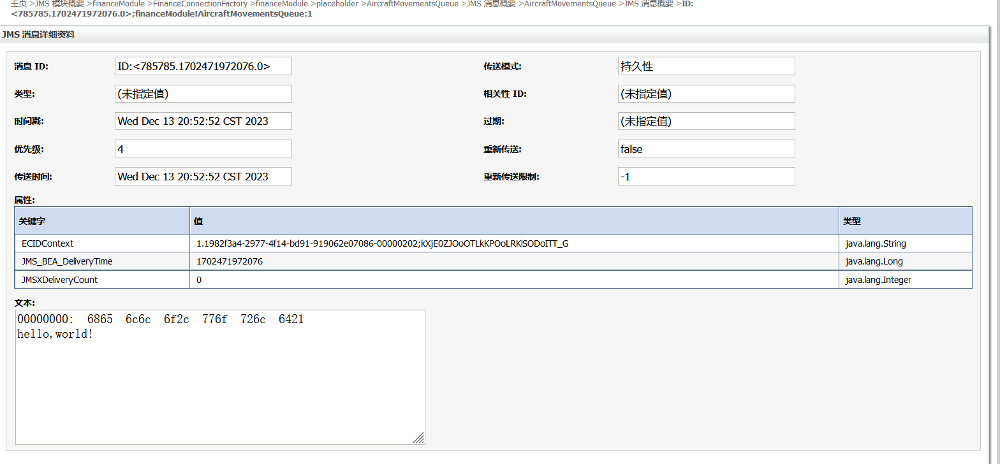 主页 >JMS 模块概要 >financeModule >FinanceConnectionFactory >financeModule >placeholder >AircraftMovementsQueue >JMS 消息概要 >AircraftMovementsQueue >JMS 消息概要 >ID:
<785785.1702471972076.0>;financeModule!AircraftMovementsQueue:1
JMS 消息详细资料
消息 ID: ID:<785785.1702471972076.0> 传送模式: 持久性
类型: (未指定值) 相关性 ID: (未指定值)
时间戳: Wed Dec 13 20:52:52 CST 2023 过期: (未指定值)
优先级: 4 重新传送: false
传送时间: Wed Dec 13 20:52:52 CST 2023 重新传送限制: -1
属性:
关键字 值 类型
ECIDContext 1.1982f3a4-2977-4f14-bd91-919062e07086-00000202;kXjE0ZJOoOTLkKPOoLRKlSODoITT_G java.lang.String
JMS_BEA_DeliveryTime 1702471972076 java.lang.Long
JMSXDeliveryCount 0 java.lang.Integer
文本:
00000000: 6865 6c6c 6f2c 776f 726c 6421
hello,world!